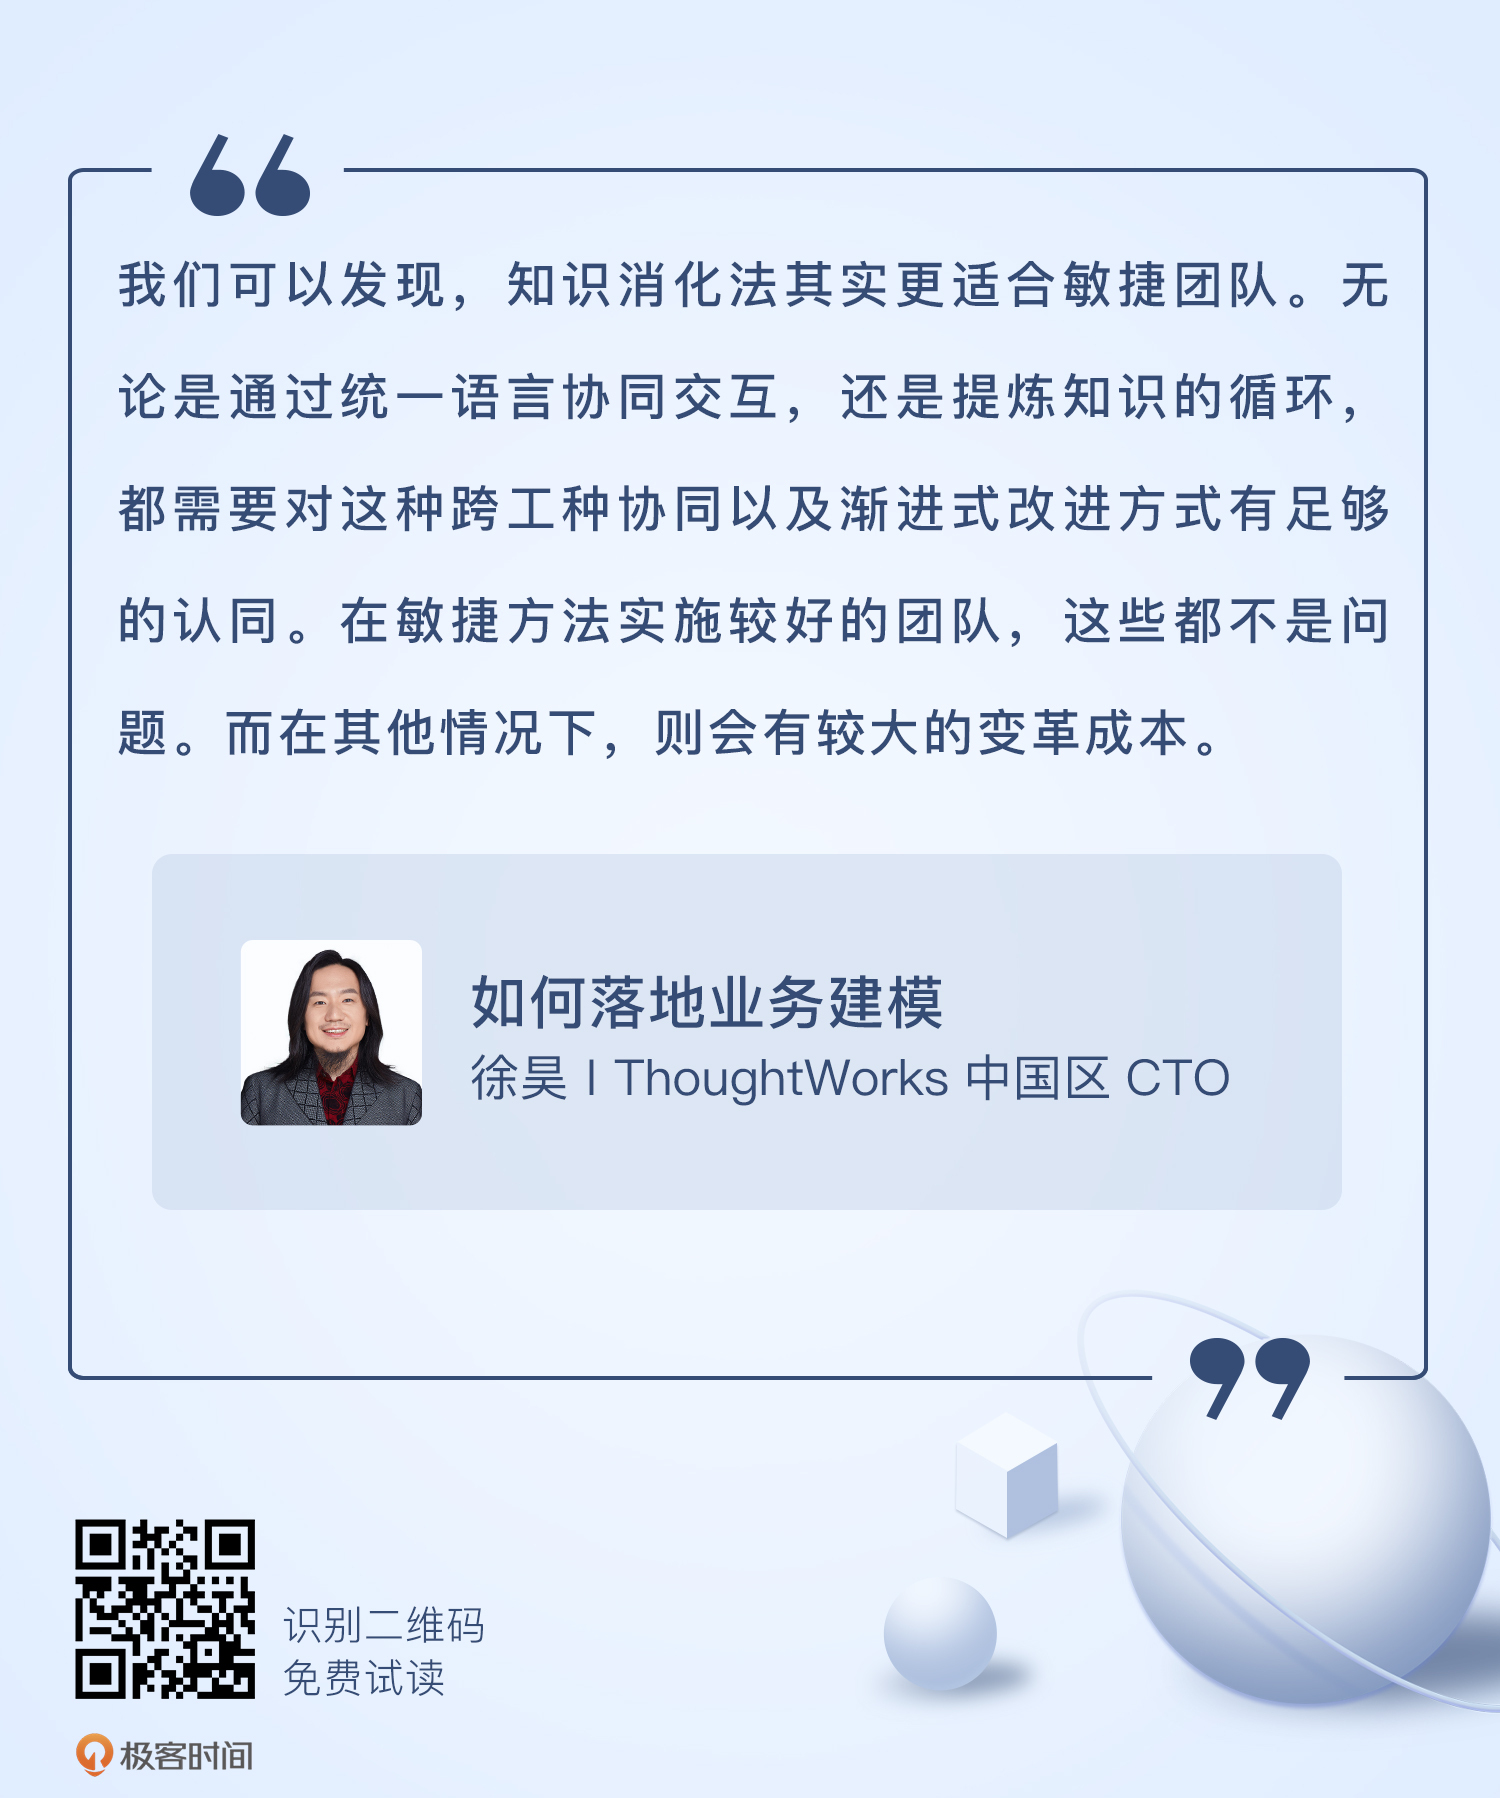 我们可以发现，知识消化法其实更适合敏捷团队。无
论是通过统一语言协同交互，还是提炼知识的循环，
都需要对这种跨工种协同以及渐进式改进方式有足够
的认同。在敏捷方法实施较好的团队，这些都不是问
题。而在其他情况下，则会有较大的变革成本。
如何落地业务建模
徐昊 | ThoughtWorks 中国区 CTO
识别二维码
免费试读
极客时间